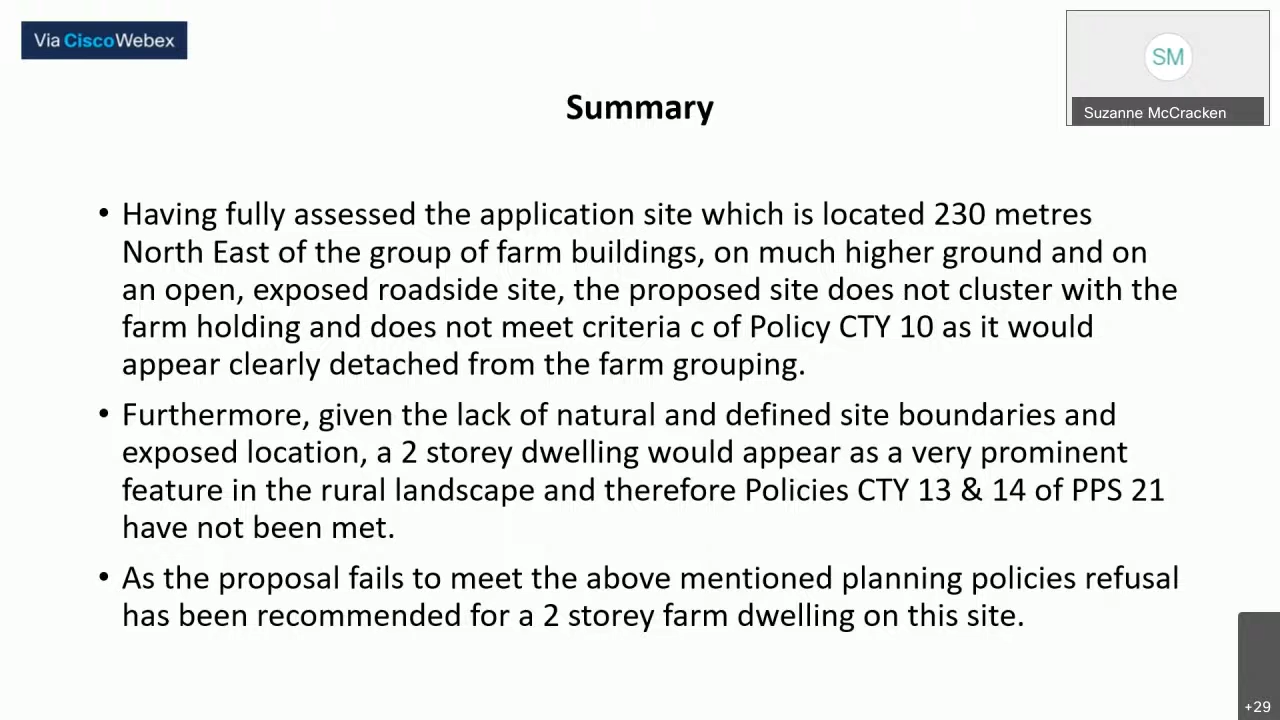 Via CiscoWebex
SM
Suzanne McCracken
Summary
• Having fully assessed the application site which is located 230 metres
North East of the group of farm buildings, on much higher ground and on
an open, exposed roadside site, the proposed site does not cluster with the
farm holding and does not meet criteria c of Policy CTY 10 as it would
appear clearly detached from the farm grouping.
• Furthermore, given the lack of natural and defined site boundaries and
exposed location, a 2 storey dwelling would appear as a very prominent
feature in the rural landscape and therefore Policies CTY 13 & 14 of PPS 21
have not been met.
• As the proposal fails to meet the above mentioned planning policies refusal
has been recommended for a 2 storey farm dwelling on this site.
+29